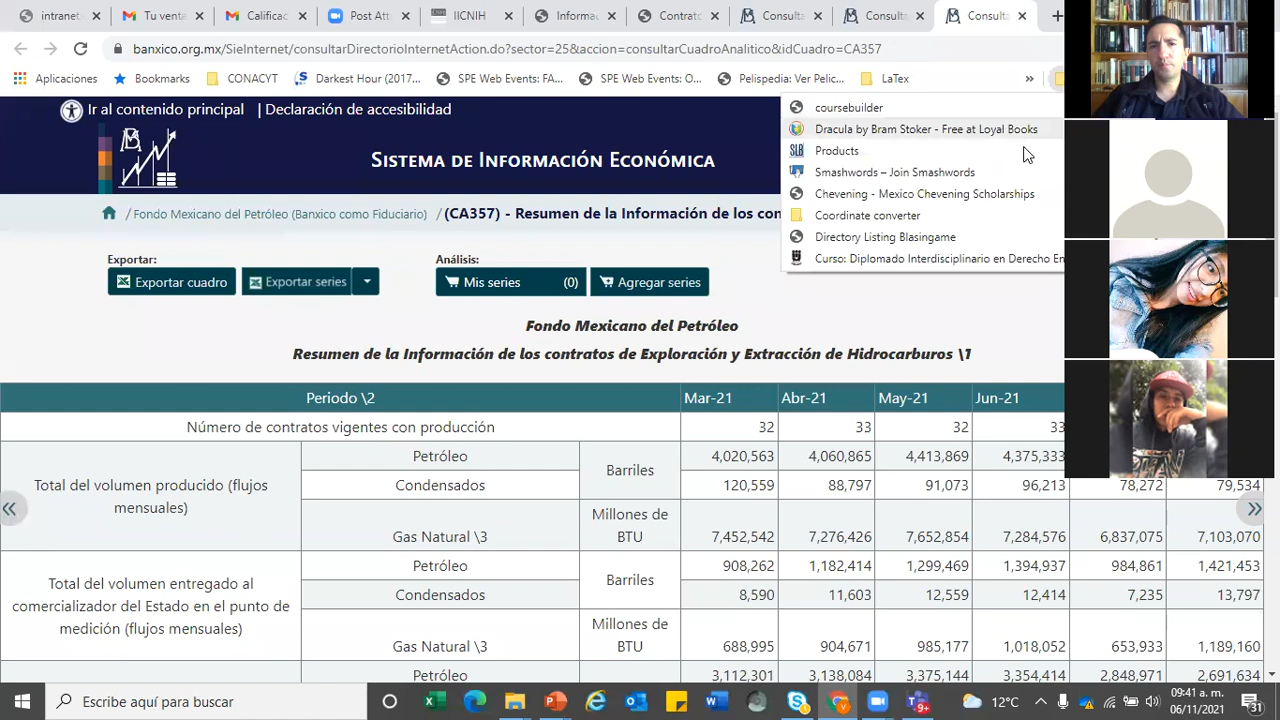 intranet
Tu venta
Calificac
Post Att
IICNIH
Informa
Contrat
Consulta
Consulta
Consulta
banxico.org.mx/SieInternet/consultarDirectorioInternetAction.do?sector=25&accion=consultarCuadroAnalitico&idCuadro=CA357
Aplicaciones
Bookmarks
CONACYT
Darkest Hour (2017...
SPE Web Events: FA...
SPE Web Events: O...
Pelispedia: Ver Pelic...
LaTex
»
coursebuilder
Dracula by Bram Stoker - Free at Loyal Books
Products
Smashwords – Join Smashwords
Chevening - Mexico Chevening Scholarships
Coordinate converter
Directory Listing Blasingame
Curso: Diplomado Interdisciplinario en Derecho En
Ir al contenido principal | Declaración de accesibilidad
SISTEMA DE INFORMACIÓN ECONÓMICA
/ Fondo Mexicano del Petróleo (Banxico como Fiduciario) / (CA357) - Resumen de la Información de los con
Exportar:
Análisis:
Exportar cuadro
Exportar series
Mis series (0)
Agregar series
Fondo Mexicano del Petróleo
Resumen de la Información de los contratos de Exploración y Extracción de Hidrocarburos \1
Periodo \2 Mar-21 Abr-21 May-21 Jun-21
Número de contratos vigentes con producción 32 33 32 33
Total del volumen producido (flujos
mensuales)
Petróleo Barriles 4,020,563 4,060,865 4,413,869 4,375,333
Condensados 120,559 88,797 91,073 96,213 78,272 79,534
Gas Natural \3 Millones de
BTU 7,452,542 7,276,426 7,652,854 7,284,576 6,837,075 7,103,070
Total del volumen entregado al
comercializador del Estado en el punto de
medición (flujos mensuales)
Petróleo Barriles 908,262 1,182,414 1,299,469 1,394,937 984,861 1,421,453
Condensados 8,590 11,603 12,559 12,414 7,235 13,797
Gas Natural \3 Millones de
BTU 688,995 904,671 985,177 1,018,052 653,933 1,189,160
Petróleo 3,112,301 3,138,084 3,375,144 3,354,400 2,848,971 2,691,634
Escribe aquí para buscar
12°C
09:41 a. m.
06/11/2021
31